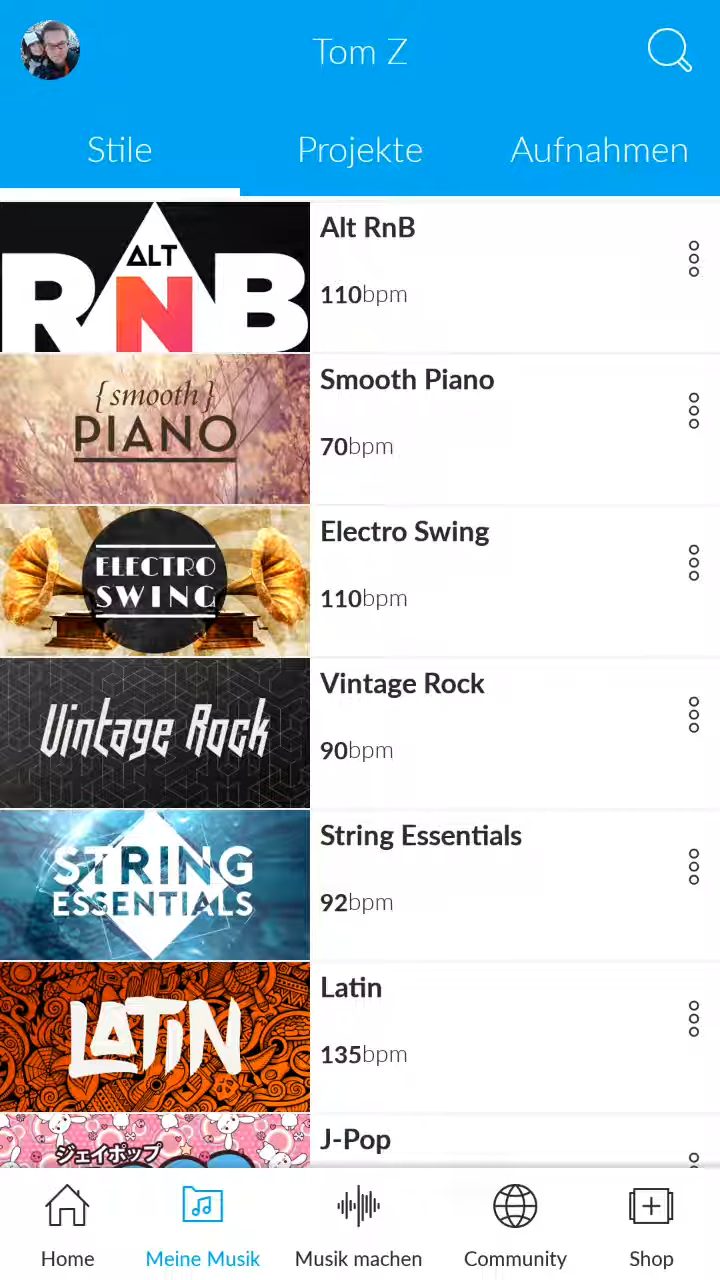 Tom Z
Stile
Projekte
Aufnahmen
ALT
RNB
Alt RnB
110bpm
{smooth}
PIANO
Smooth Piano
70bpm
ELECTRO
SWING
Electro Swing
110bpm
Vintage Rock
Vintage Rock
90bpm
STRING
ESSENTIALS
String Essentials
92bpm
LATIN
Latin
135bpm
ジェイポップ
J-Pop
Home
Meine Musik
Musik machen
Community
Shop